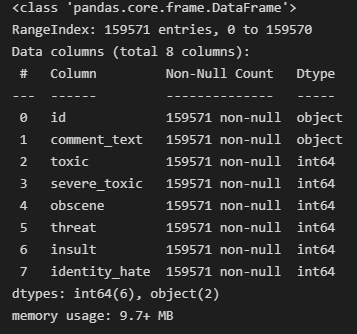 <class 'pandas.core.frame.DataFrame'>
RangeIndex: 159571 entries, 0 to 159570
Data columns (total 8 columns):
 #   Column         Non-Null Count   Dtype
---  ------         --------------   -----
 0   id             159571 non-null  object
 1   comment_text   159571 non-null  object
 2   toxic          159571 non-null  int64
 3   severe_toxic   159571 non-null  int64
 4   obscene        159571 non-null  int64
 5   threat         159571 non-null  int64
 6   insult         159571 non-null  int64
 7   identity_hate  159571 non-null  int64
dtypes: int64(6), object(2)
memory usage: 9.7+ MB